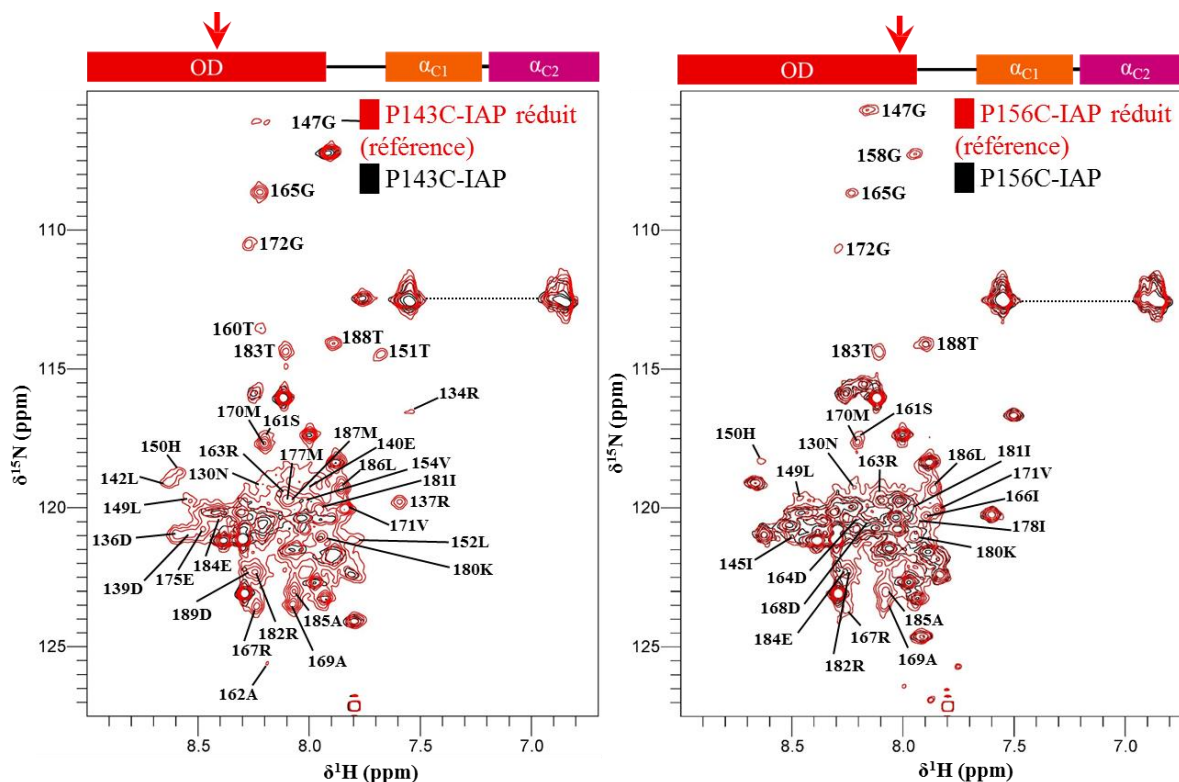 OD
αC1
αC2
OD
αC1
αC2
P143C-IAP réduit
(référence)
P143C-IAP
P156C-IAP réduit
(référence)
P156C-IAP
147G
165G
172G
160T
183T
188T
151T
134R
170M
161S
187M
177M
140E
163R
186L
150H
130N
154V
142L
181I
149L
137R
136D
171V
152L
139D
175E
184E
180K
189D
182R
185A
167R
169A
162A
147G
158G
165G
172G
183T
188T
170M
161S
150H
130N
163R
186L
181I
149L
171V
166I
178I
145I
164D
180K
168D
184E
185A
182R
167R
169A
110
115
120
125
δ15N (ppm)
8.5
8.0
7.5
7.0
δ1H (ppm)
110
115
120
125
δ15N (ppm)
8.5
8.0
7.5
7.0
δ1H (ppm)